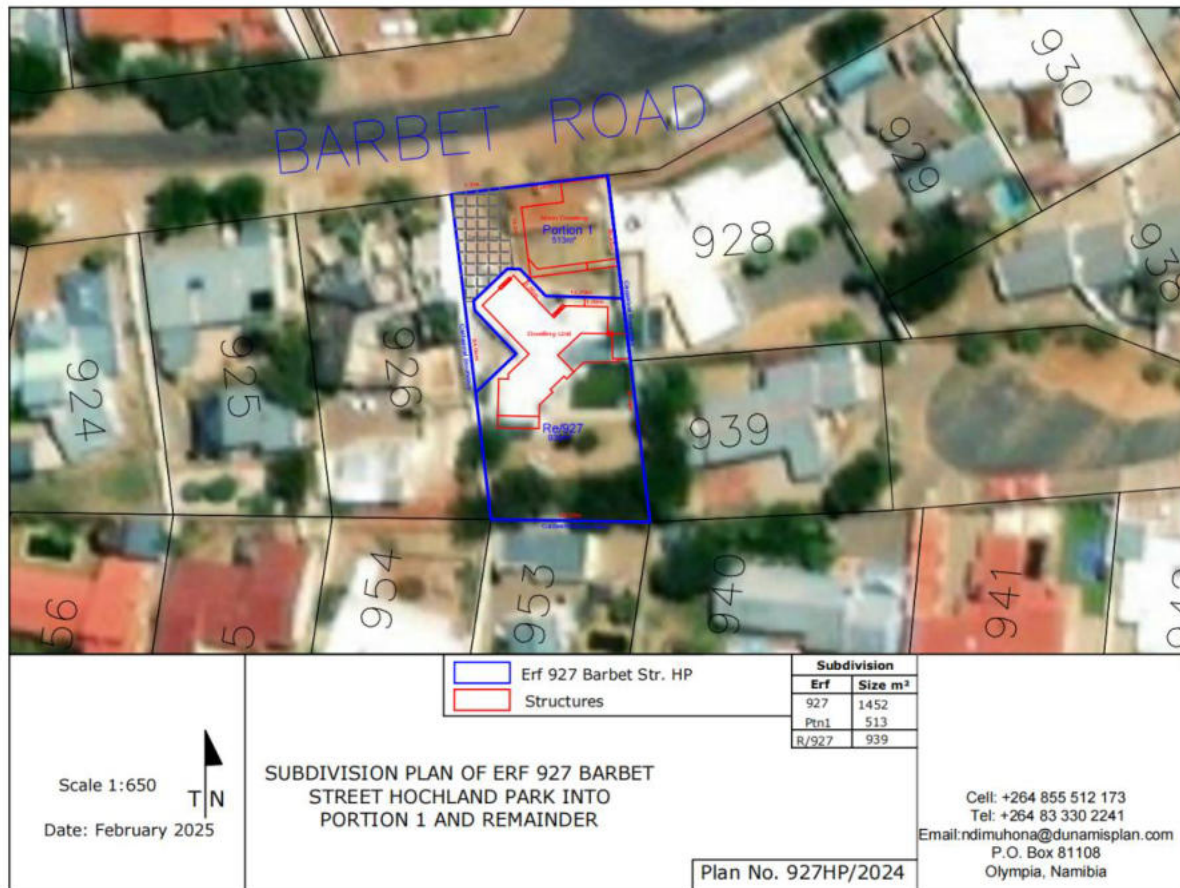 BARBET ROAD
930
929
928
938
Portion 1
513m²
Dwelling Unit
924
925
926
Re/927
939
954
953
940
941
Erf 927 Barbet Str. HP
Structures
Subdivision
Erf Size m²
927 1452
Ptn1 513
R/927 939
Scale 1:650
TN
Date: February 2025
SUBDIVISION PLAN OF ERF 927 BARBET
STREET HOCHLAND PARK INTO
PORTION 1 AND REMAINDER
Plan No. 927HP/2024
Cell: +264 855 512 173
Tel: +264 83 330 2241
Email:ndimuhona@dunamisplan.com
P.O. Box 81108
Olympia, Namibia